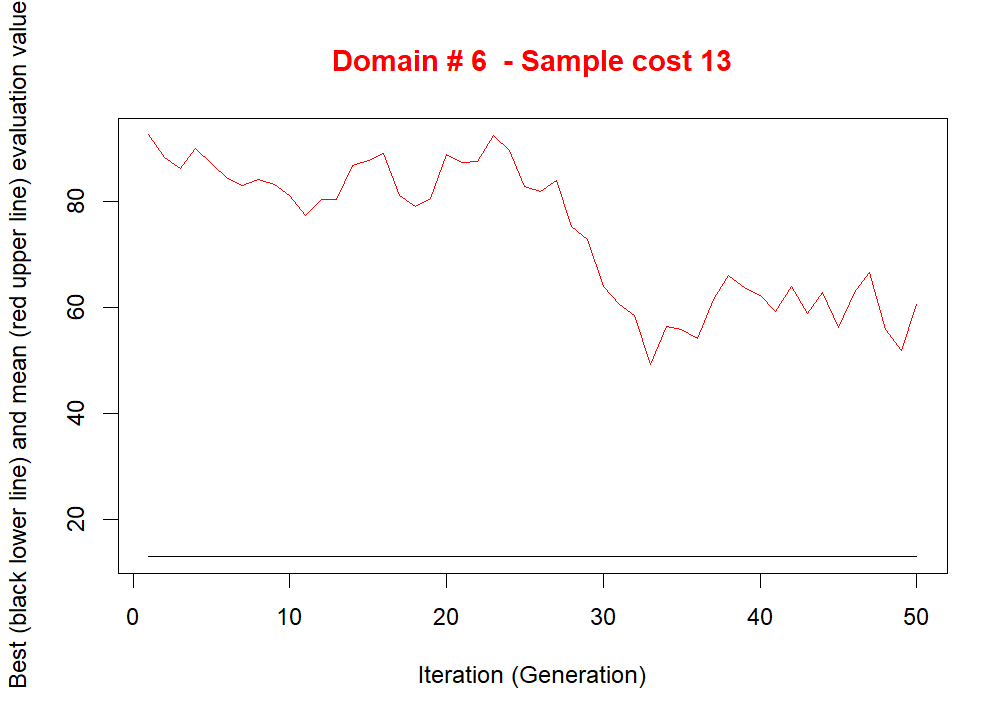 Domain # 6  - Sample cost 13
Best (black lower line) and mean (red upper line) evaluation value
80
60
40
20
0 10 20 30 40 50
Iteration (Generation)